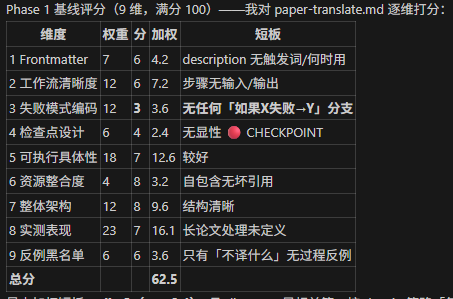 Phase 1 基线评分（9 维，满分 100）——我对 paper-translate.md 逐维打分：
维度 权重 分 加权 短板
1 Frontmatter 7 6 4.2 description 无触发词/何时用
2 工作流清晰度 12 6 7.2 步骤无输入/输出
3 失败模式编码 12 3 3.6 无任何「如果X失败→Y」分支
4 检查点设计 6 4 2.4 无显性 🔴 CHECKPOINT
5 可执行具体性 18 7 12.6 较好
6 资源整合度 4 8 3.2 自包含无坏引用
7 整体架构 12 8 9.6 结构清晰
8 实测表现 23 7 16.1 长论文处理未定义
9 反例黑名单 6 6 3.6 只有「不译什么」无过程反例
总分 62.5